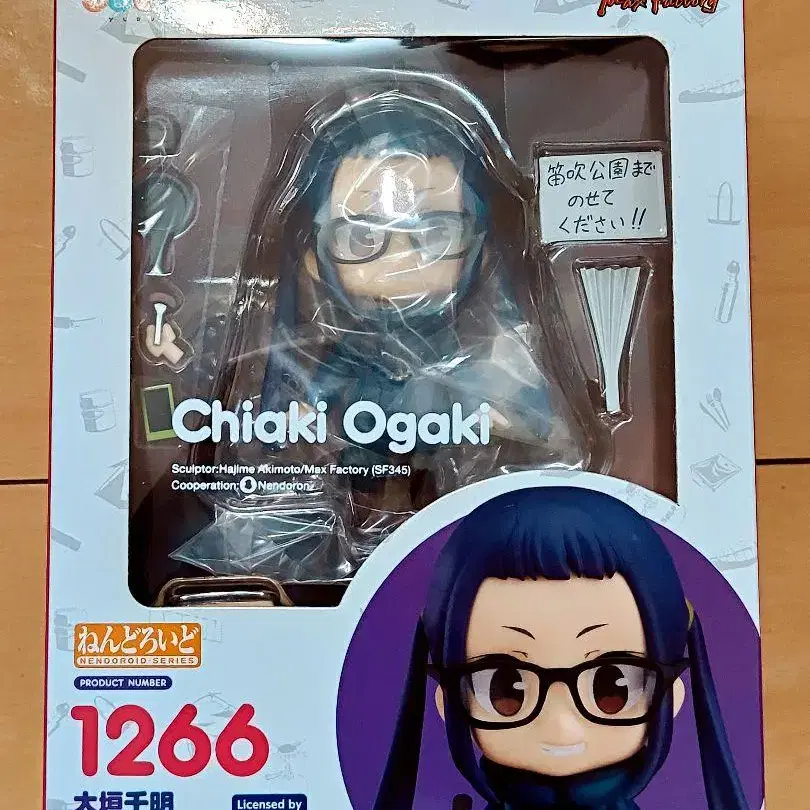 Max Factory
笛吹公園まで
のせて
ください!!
Chiaki Ogaki
Sculptor:Hajime Akimoto/Max Factory (SF345)
Cooperation: Nendoron
ねんどろいど
NENDOROID・SERIES
PRODUCT NUMBER
1266
大垣千明
Licensed by